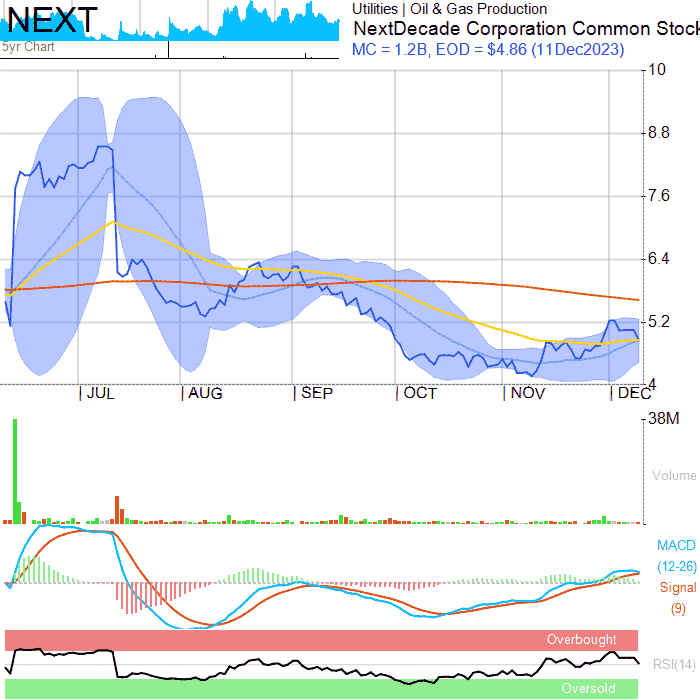 NEXT
5yr Chart
Utilities | Oil & Gas Production
NextDecade Corporation Common Stock
MC = 1.2B, EOD = $4.86 (11Dec2023)
10
8.8
7.6
6.4
5.2
4
JUL AUG SEP OCT NOV DEC
38M
Volume
MACD
(12-26)
Signal
(9)
Overbought
RSI(14)
Oversold